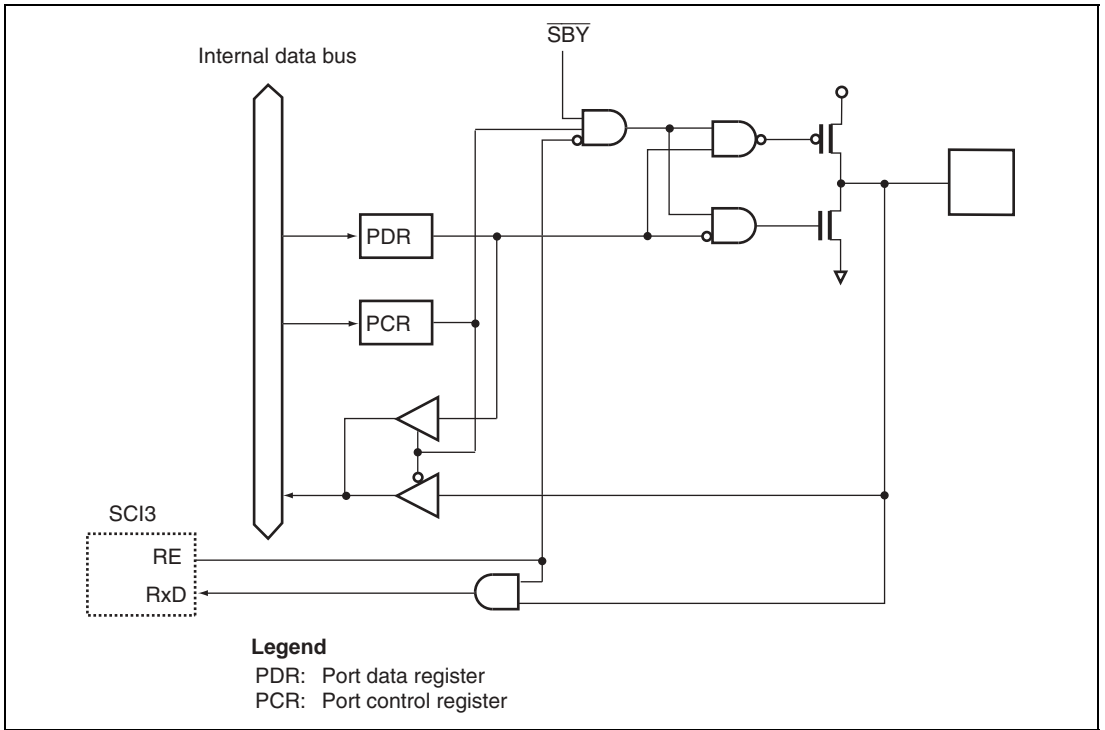 SBY
Internal data bus
PDR
PCR
SCI3
RE
RxD
Legend
PDR: Port data register
PCR: Port control register